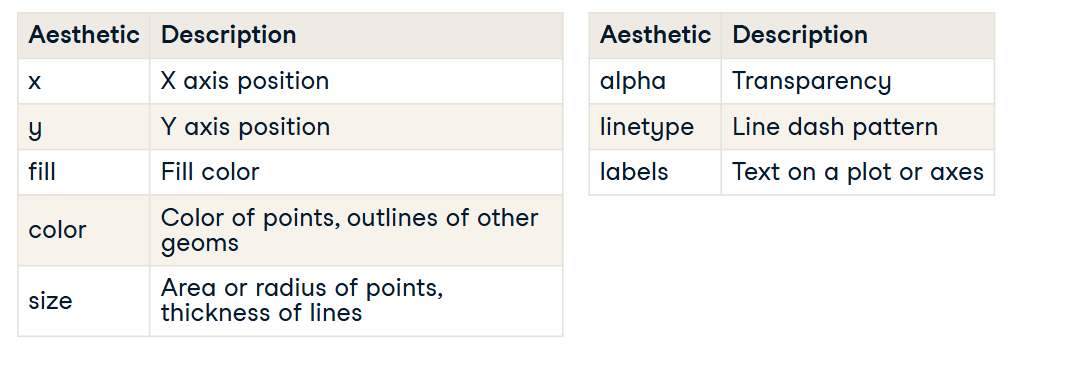 Aesthetic Description
x X axis position
y Y axis position
fill Fill color
color Color of points, outlines of other
geoms
size Area or radius of points,
thickness of lines
Aesthetic Description
alpha Transparency
linetype Line dash pattern
labels Text on a plot or axes